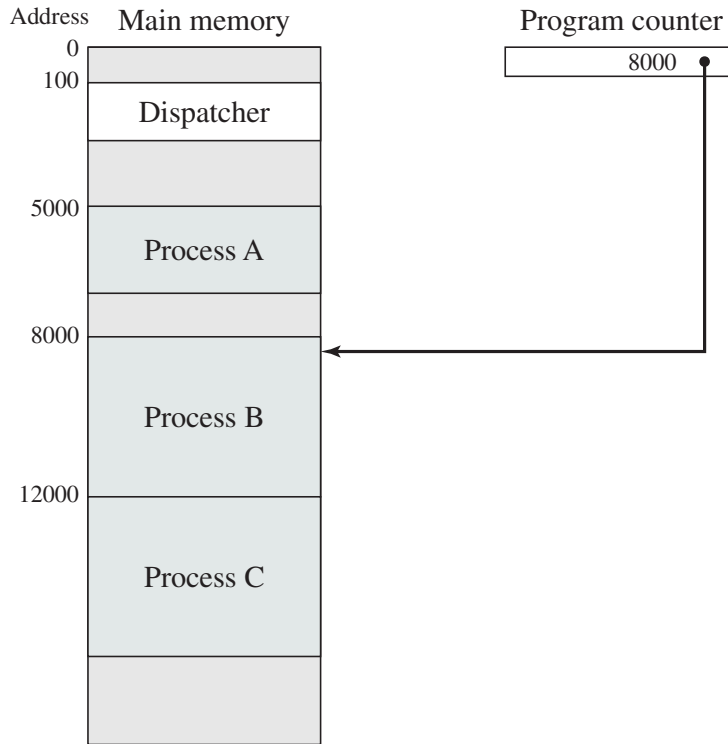 Address
Main memory
Program counter
0
8000
100
Dispatcher
5000
Process A
8000
Process B
12000
Process C